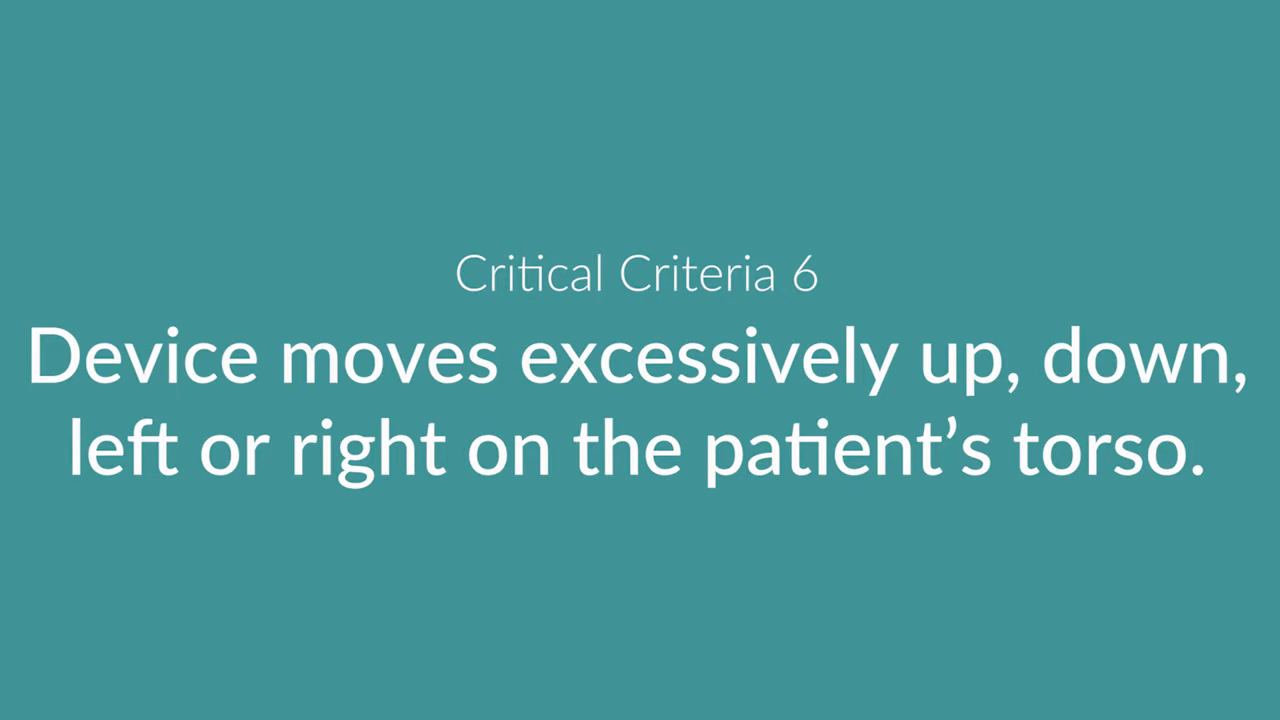 Critical Criteria 6
Device moves excessively up, down,
left or right on the patient’s torso.